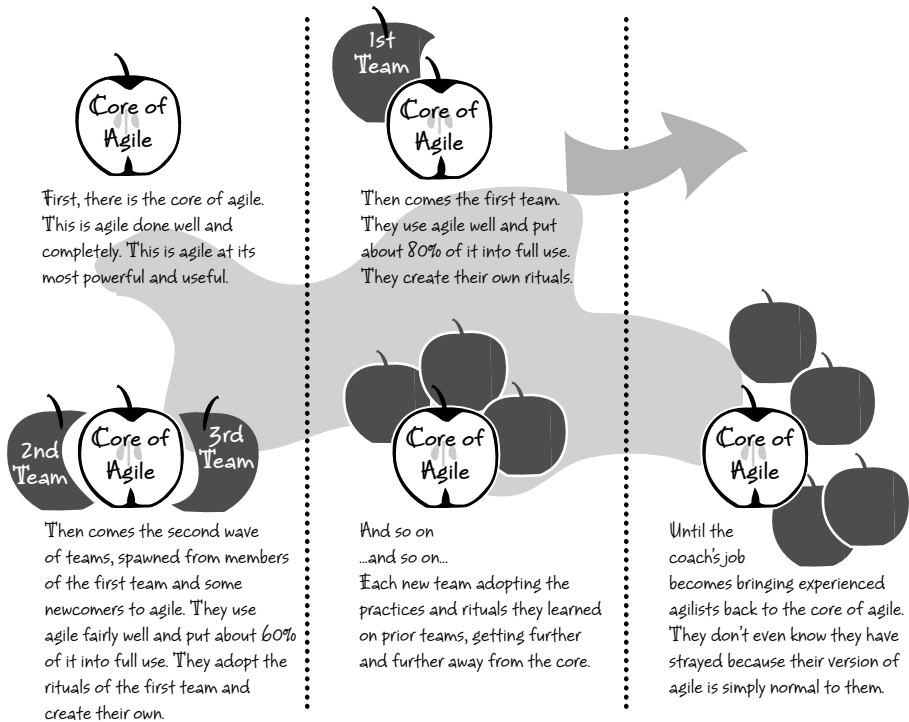 Core of
Agile
First, there is the core of agile.
This is agile done well and
completely. This is agile at its
most powerful and useful.
1st
Team
Core of
Agile
Then comes the first team.
They use agile well and put
about 80% of it into full use.
They create their own rituals.
2nd
Team
Core of
Agile
3rd
Team
Then comes the second wave
of teams, spawned from members
of the first team and some
newcomers to agile. They use
agile fairly well and put about 60%
of it into full use. They adopt the
rituals of the first team and
create their own.
Core of
Agile
And so on
...and so on...
Each new team adopting the
practices and rituals they learned
on prior teams, getting further
and further away from the core.
Core of
Agile
Until the
coach's job
becomes bringing experienced
agilists back to the core of agile.
They don't even know they have
strayed because their version of
agile is simply normal to them.